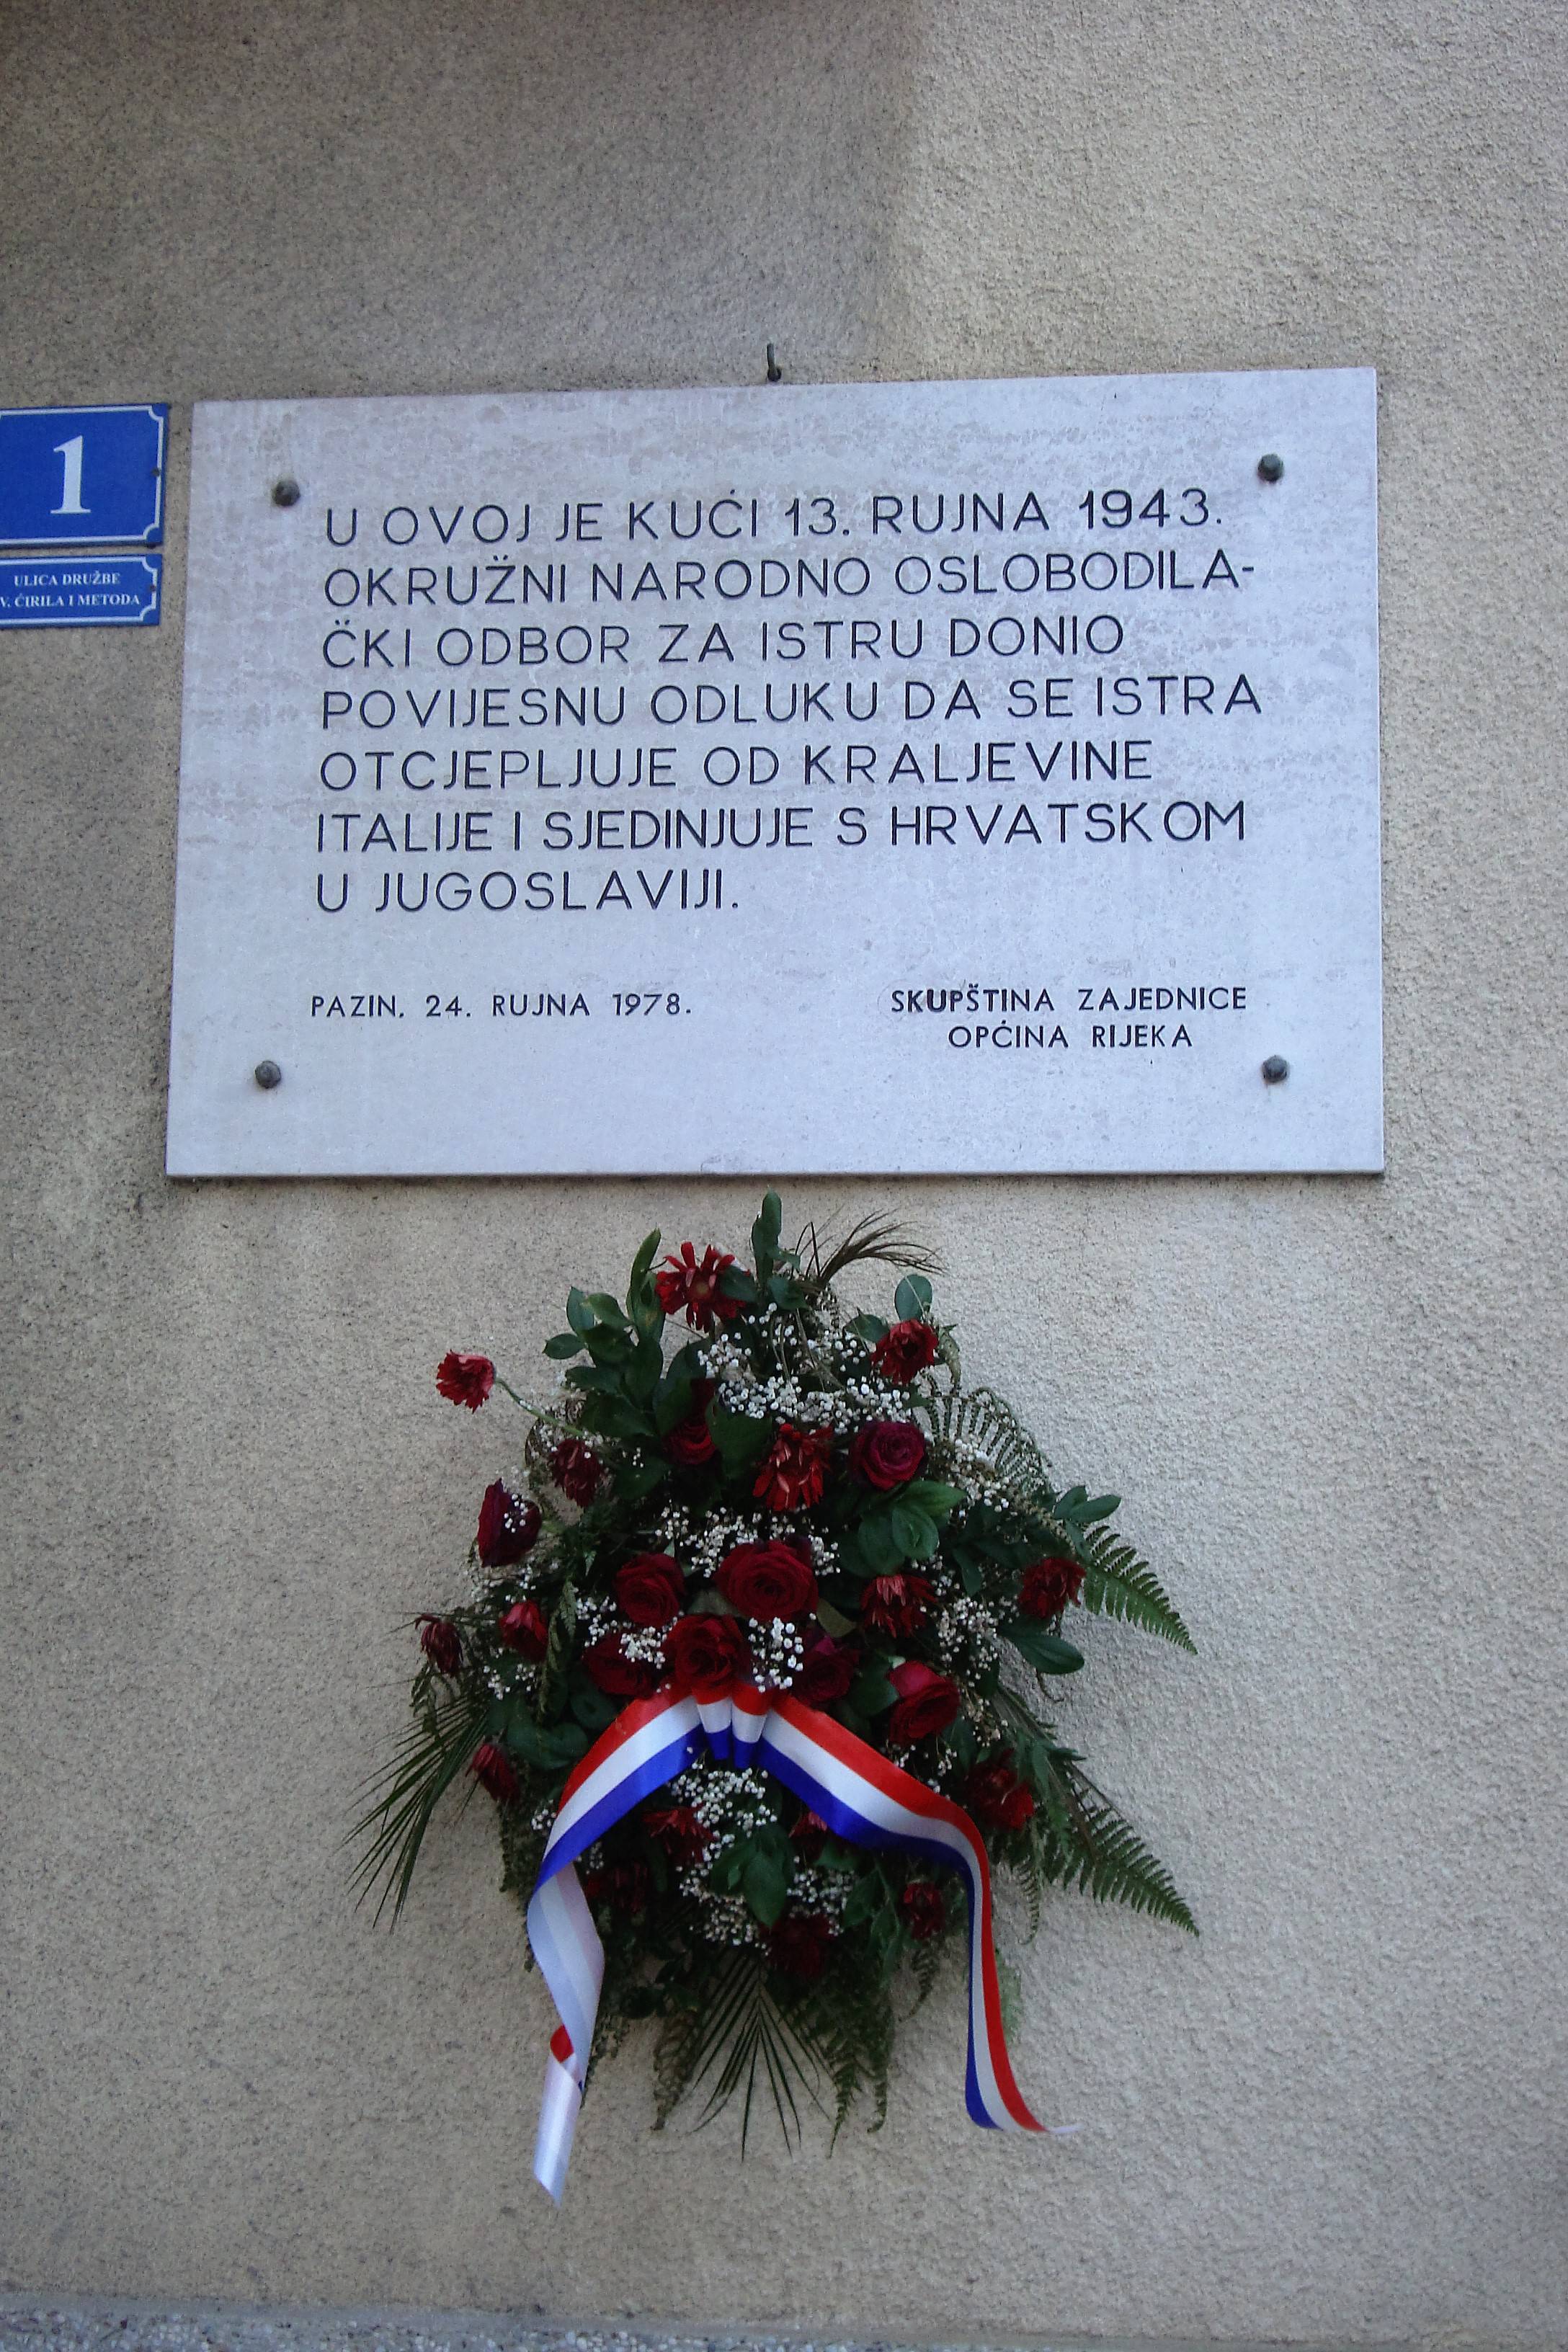 1
ULICA DRUŽBE
V. ĆIRILA I METODA
U OVOJ JE KUĆI 13. RUJNA 1943.
OKRUŽNI NARODNO OSLOBODILA-
ČKI ODBOR ZA ISTRU DONIO
POVIJESNU ODLUKU DA SE ISTRA
OTCJEPLJUJE OD KRALJEVINE
ITALIJE I SJEDINJUJE S HRVATSKOM
U JUGOSLAVIJI.
PAZIN, 24. RUJNA 1978.
SKUPŠTINA ZAJEDNICE
OPĆINA RIJEKA